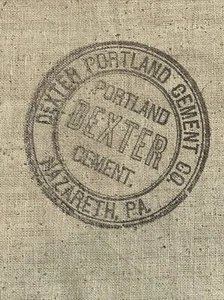 DEXTER PORTLAND CEMENT CO.
NAZARETH, PA.
PORTLAND
DEXTER
CEMENT.